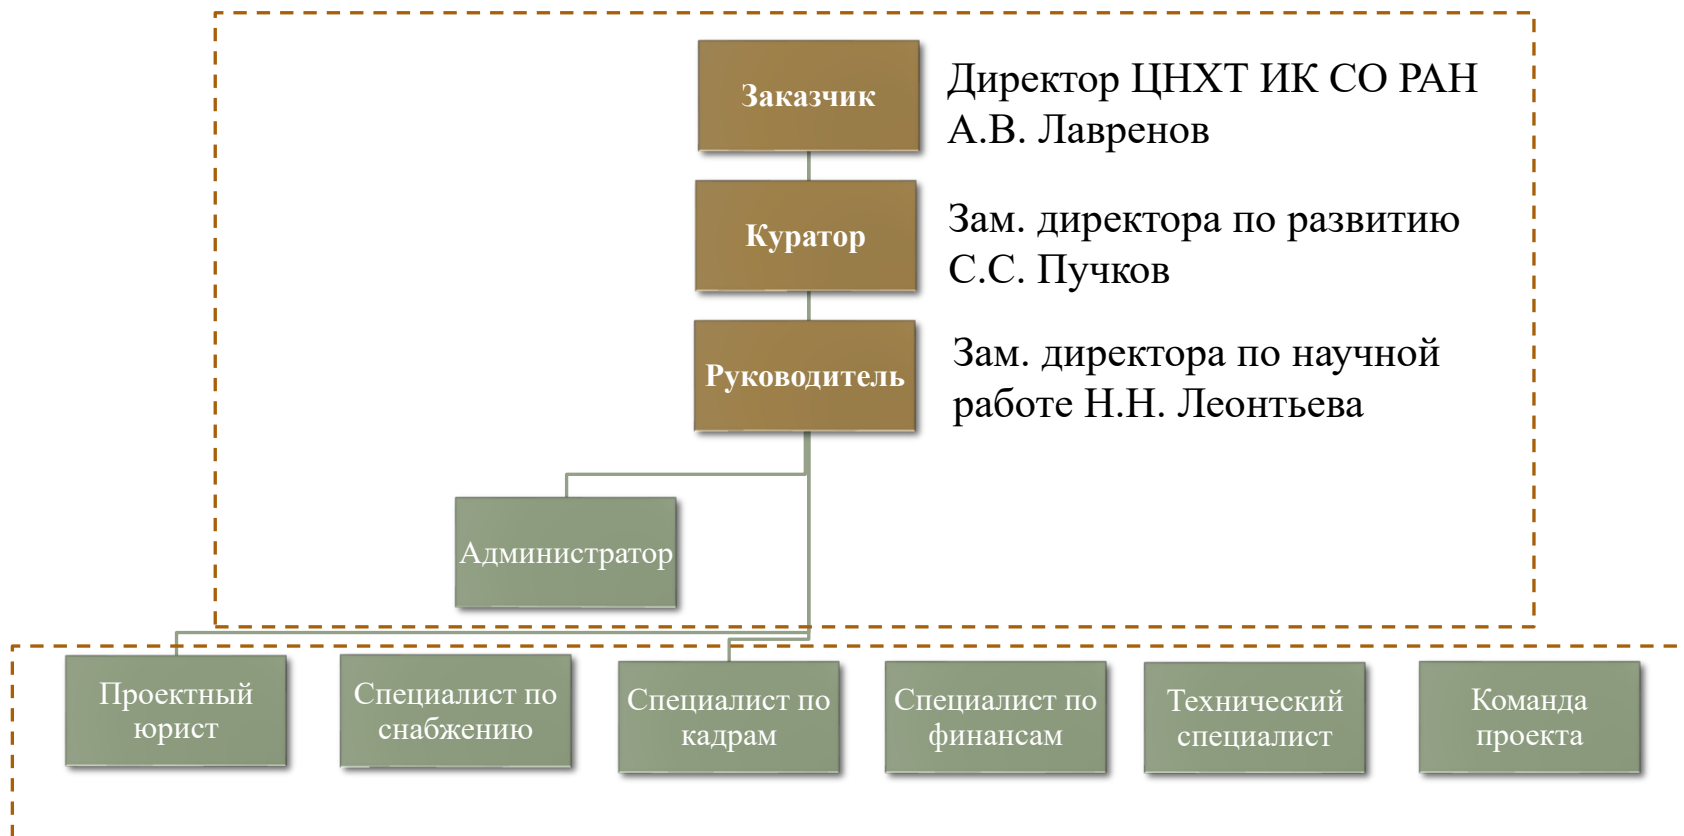 Заказчик
Директор ЦНХТ ИК СО РАН
А.В. Лавренов
Куратор
Зам. директора по развитию
С.С. Пучков
Руководитель
Зам. директора по научной
работе Н.Н. Леонтьева
Администратор
Проектный
юрист
Специалист по
снабжению
Специалист по
кадрам
Специалист по
финансам
Технический
специалист
Команда
проекта